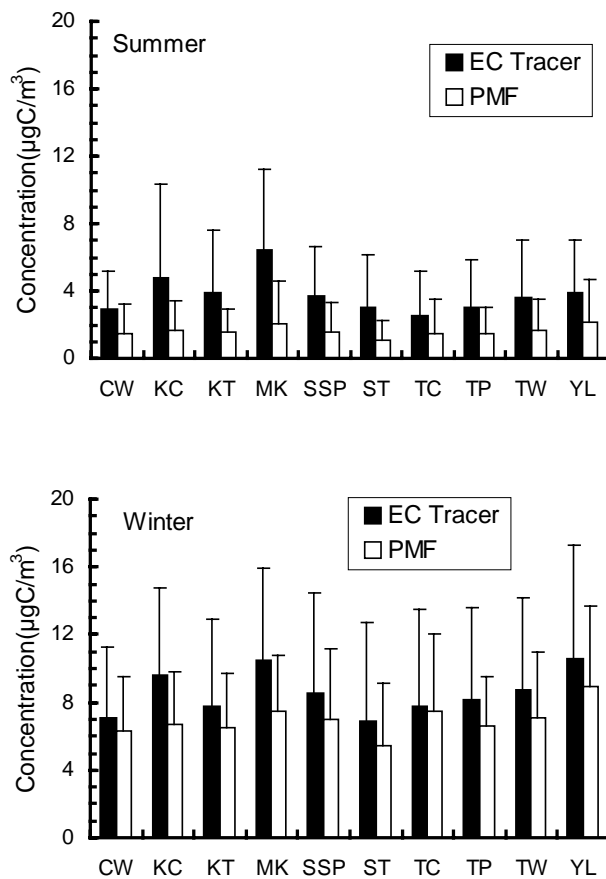 20
Summer
EC Tracer
16
PMF
12
Concentration(µgC/m³)
8
4
0
CW KC KT MK SSP ST TC TP TW YL
20
Winter
EC Tracer
16
PMF
12
Concentration(µgC/m³)
8
4
0
CW KC KT MK SSP ST TC TP TW YL